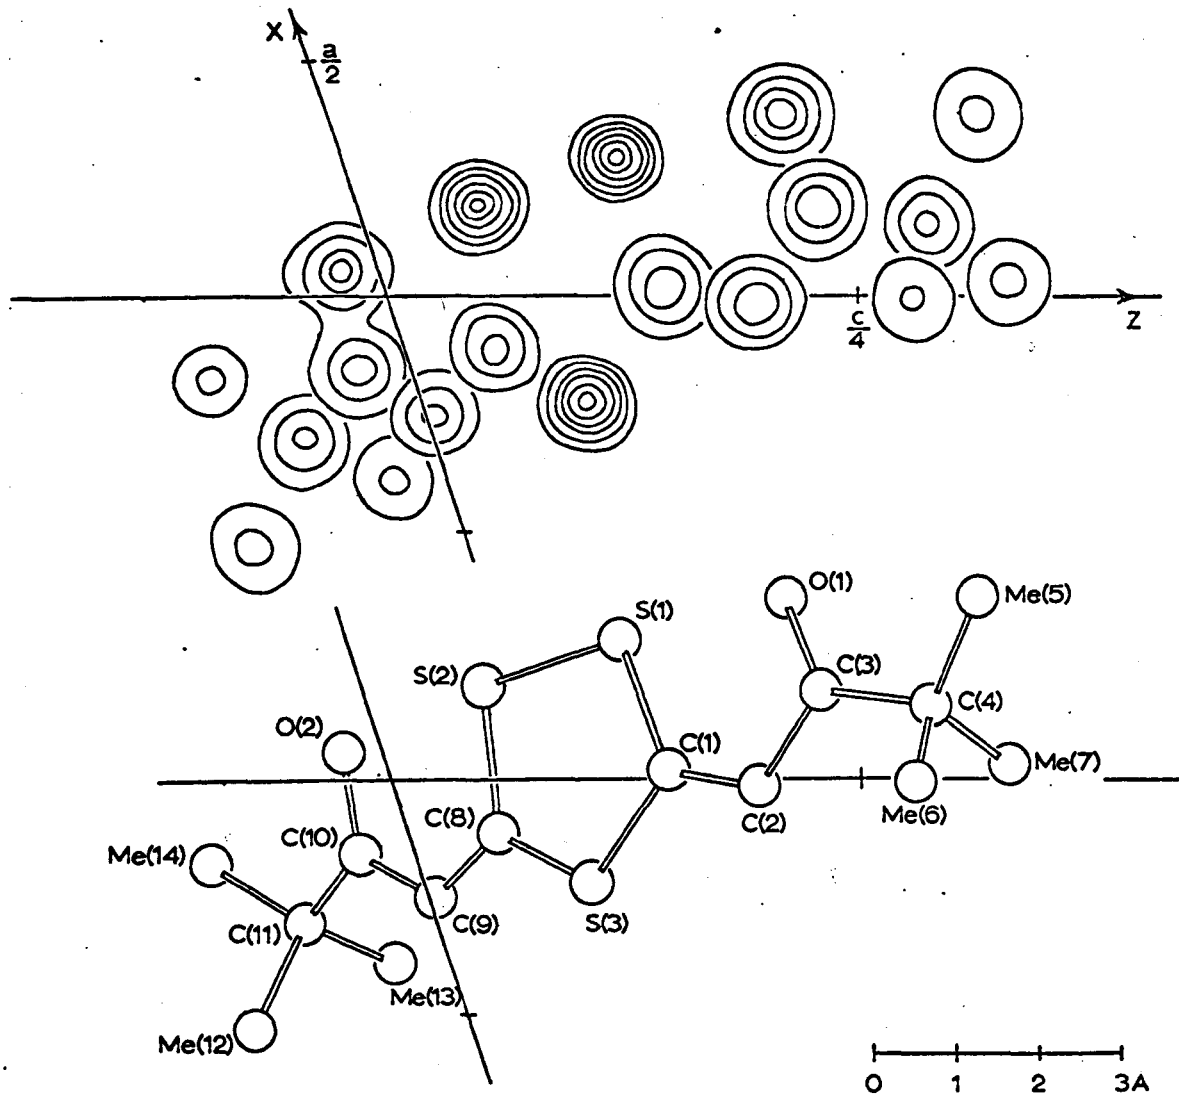 X
a
2
c
4
Z
S(1)
O(1)
Me(5)
S(2)
C(3)
C(4)
O(2)
C(1)
Me(7)
C(8)
C(2)
Me(6)
C(10)
Me(14)
C(9)
S(3)
C(11)
Me(13)
Me(12)
0 1 2 3A